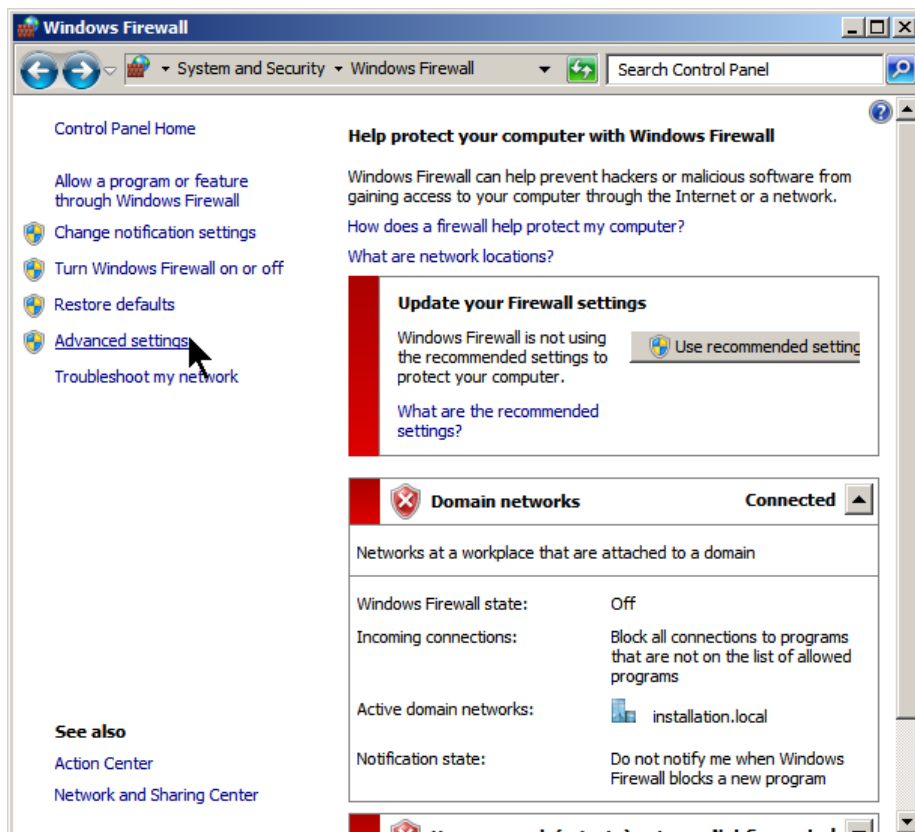 Windows Firewall
System and Security
Windows Firewall
Search Control Panel
Control Panel Home
Allow a program or feature
through Windows Firewall
Change notification settings
Turn Windows Firewall on or off
Restore defaults
Advanced settings
Troubleshoot my network
See also
Action Center
Network and Sharing Center
Help protect your computer with Windows Firewall
Windows Firewall can help prevent hackers or malicious software from
gaining access to your computer through the Internet or a network.
How does a firewall help protect my computer?
What are network locations?
Update your Firewall settings
Windows Firewall is not using
the recommended settings to
protect your computer.
Use recommended setting
What are the recommended
settings?
Domain networks Connected
Networks at a workplace that are attached to a domain
Windows Firewall state: Off
Incoming connections: Block all connections to programs
that are not on the list of allowed
programs
Active domain networks: installation.local
Notification state: Do not notify me when Windows
Firewall blocks a new program